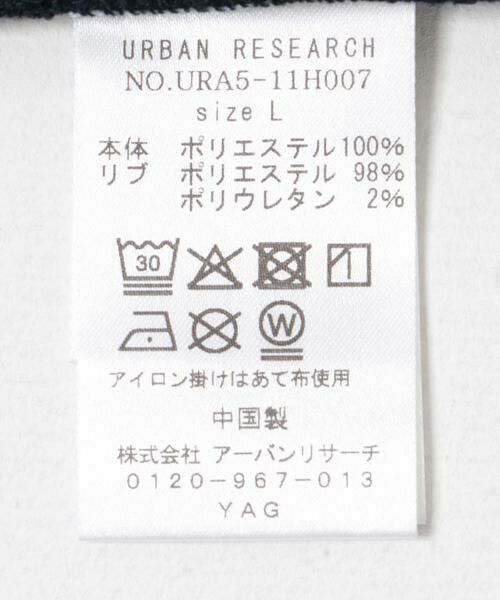 URBAN RESEARCH
NO.URA5-11H007
size L
本体 ポリエステル100%
リブ ポリエステル 98%
ポリウレタン 2%
30
W
アイロン掛けはあて布使用
中国製
株式会社 アーバンリサーチ
0120-967-013
YAG